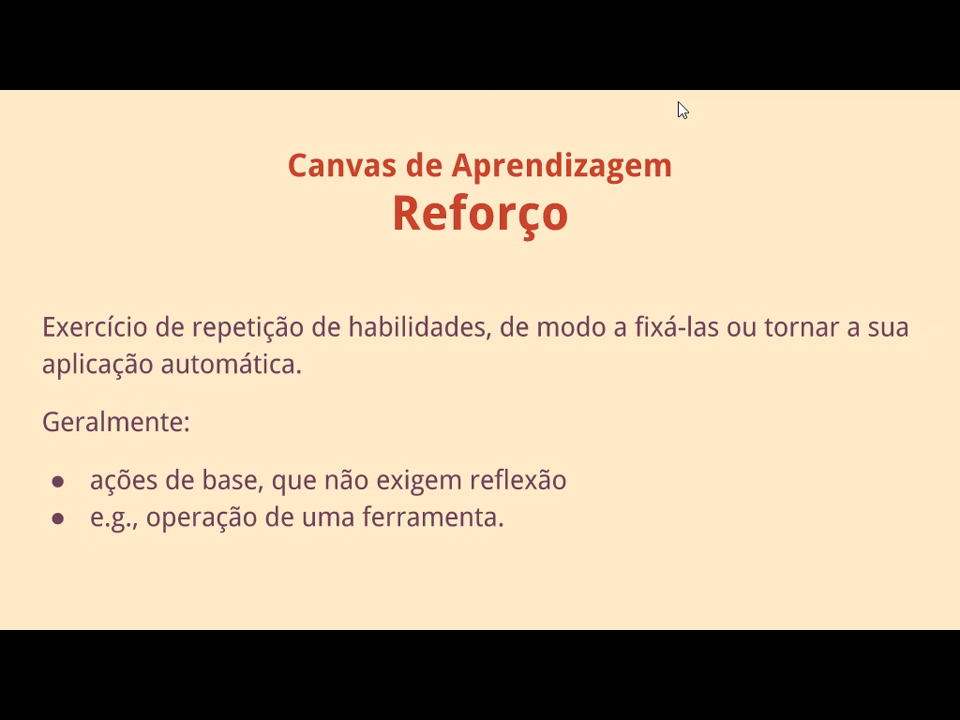 Canvas de Aprendizagem
Reforço
Exercício de repetição de habilidades, de modo a fixá-las ou tornar a sua
aplicação automática.
Geralmente:
● ações de base, que não exigem reflexão
● e.g., operação de uma ferramenta.